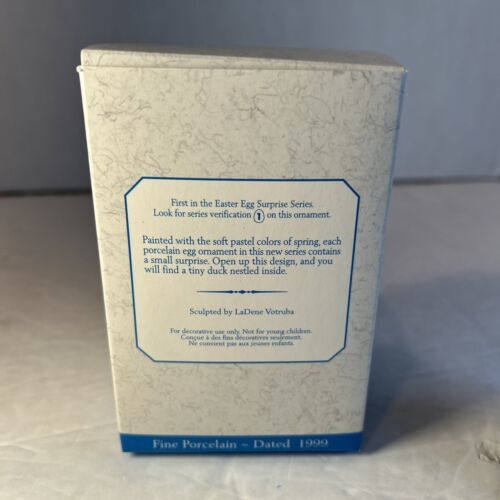 First in the Easter Egg Surprise Series.
Look for series verification 1 on this ornament.
Painted with the soft pastel colors of spring, each
porcelain egg ornament in this new series contains
a small surprise. Open up this design, and you
will find a tiny duck nestled inside.
Sculpted by LaDene Votruba
For decorative use only. Not for young children.
Conçue à des fins décoratives seulement.
Ne convient pas aux jeunes enfants.
Fine Porcelain ~ Dated 1999